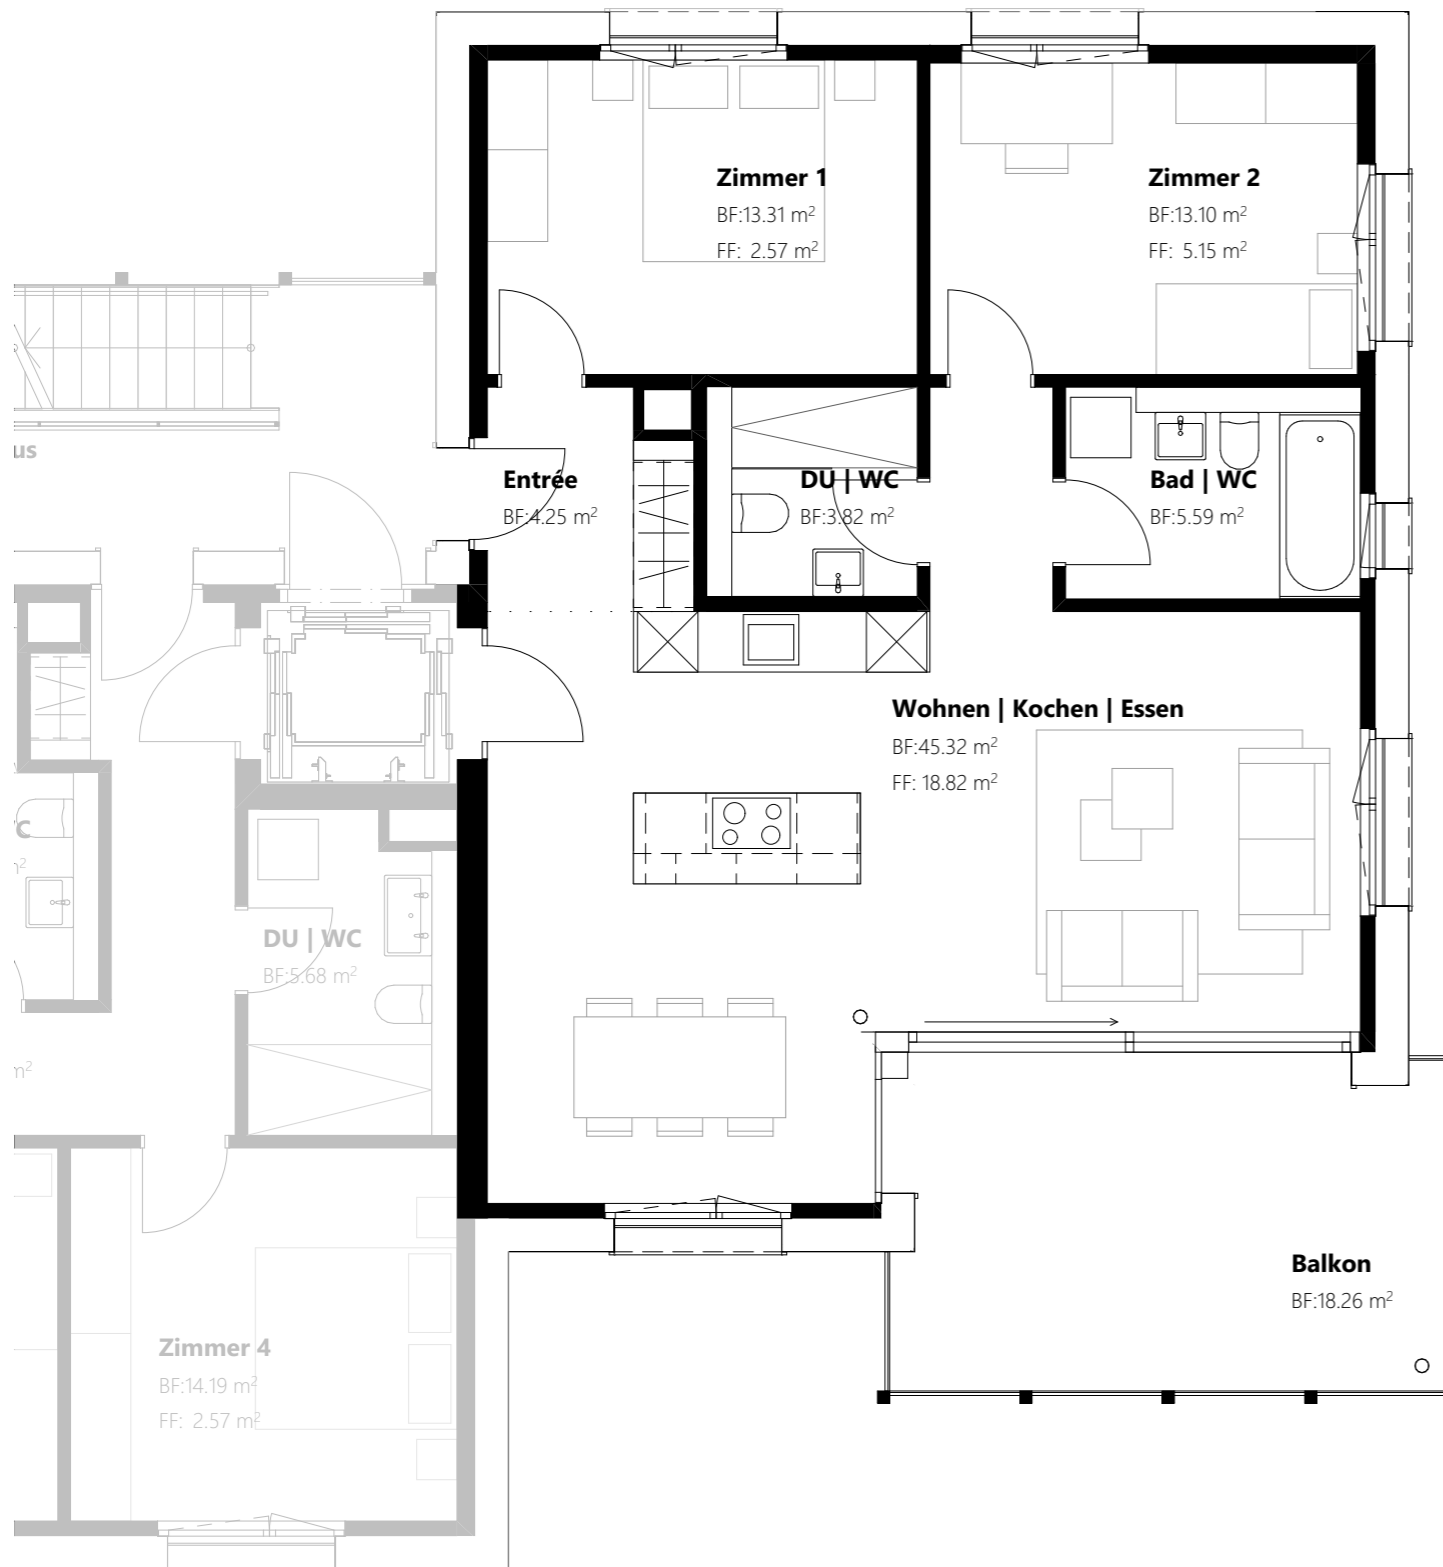 Zimmer 1
BF:13.31 m²
FF: 2.57 m²
Zimmer 2
BF:13.10 m²
FF: 5.15 m²
us
Entrée
BF:4.25 m²
DU | WC
BF:3.82 m²
Bad | WC
BF:5.59 m²
Wohnen | Kochen | Essen
BF:45.32 m²
FF: 18.82 m²
C
m²
DU | WC
BF:5.68 m²
m²
Balkon
BF:18.26 m²
Zimmer 4
BF:14.19 m²
FF: 2.57 m²